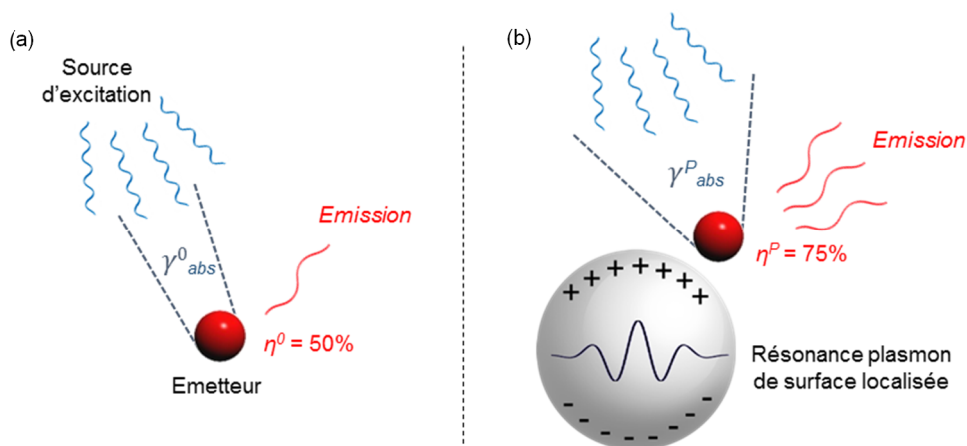 (a)
Source
d'excitation
γ⁰abs
Emission
η⁰ = 50%
Emetteur
(b)
γᴾabs
Emission
ηᴾ = 75%
+ + + + + + + +
Résonance plasmon
de surface localisée
- - - - - - - -